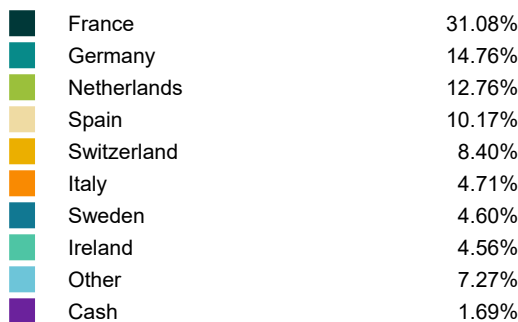 France 31.08%
Germany 14.76%
Netherlands 12.76%
Spain 10.17%
Switzerland 8.40%
Italy 4.71%
Sweden 4.60%
Ireland 4.56%
Other 7.27%
Cash 1.69%